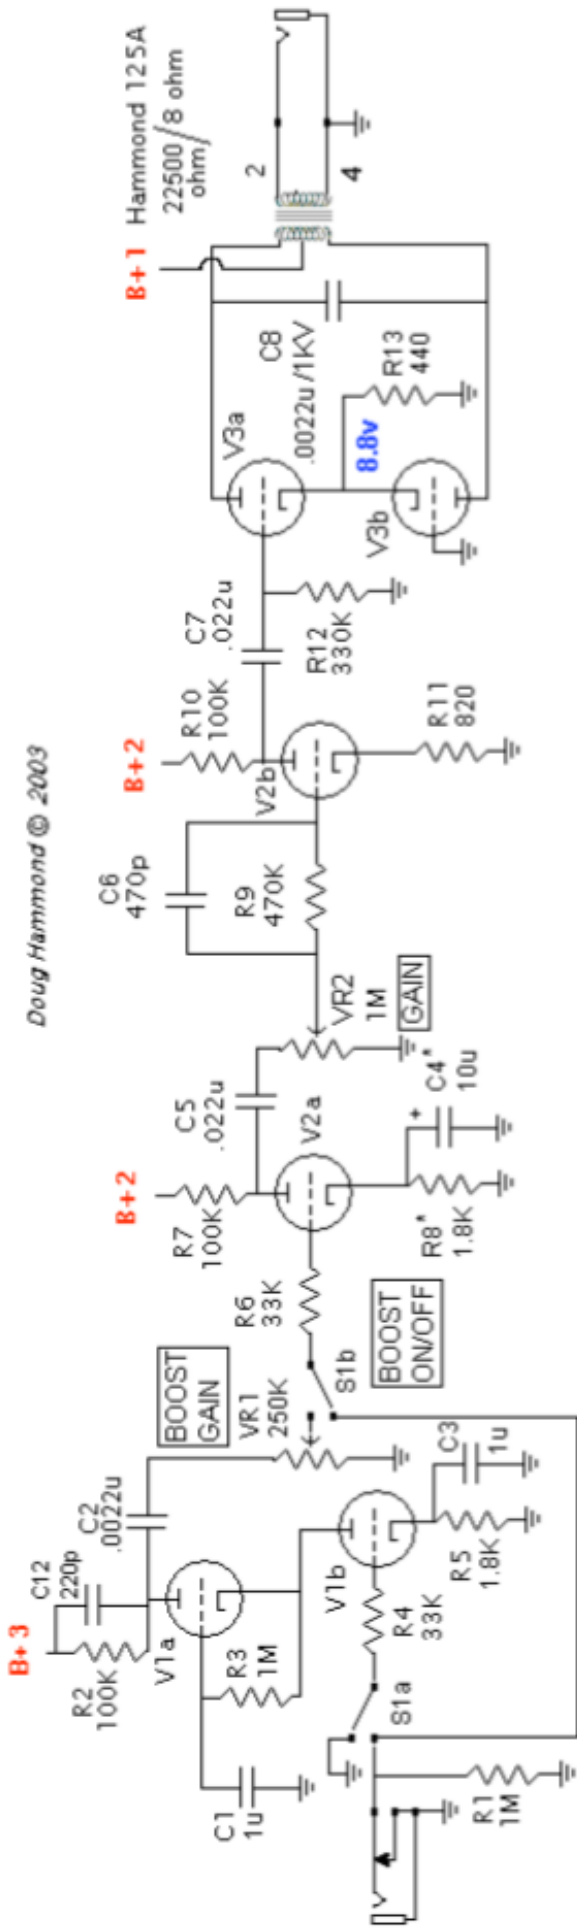 Doug Hammond © 2003
B+3
R2
100K
C12
220p
C2
.0022u
V1a
C1
1u
R3
1M
BOOST
GAIN
VR1
250K
V1b
S1a
R4
33K
R5
1.8K
C3
1u
R1
1M
S1b
BOOST
ON/OFF
R6
33K
B+2
R7
100K
C5
.022u
V2a
R8*
1.8K
+
C4*
10u
VR2
1M
GAIN
C6
470p
R9
470K
B+2
R10
100K
V2b
C7
.022u
R11
820
R12
330K
V3a
V3b
8.8v
C8
.0022u/1KV
R13
440
B+1
Hammond 125A
22500/8 ohm
ohm/
2
4